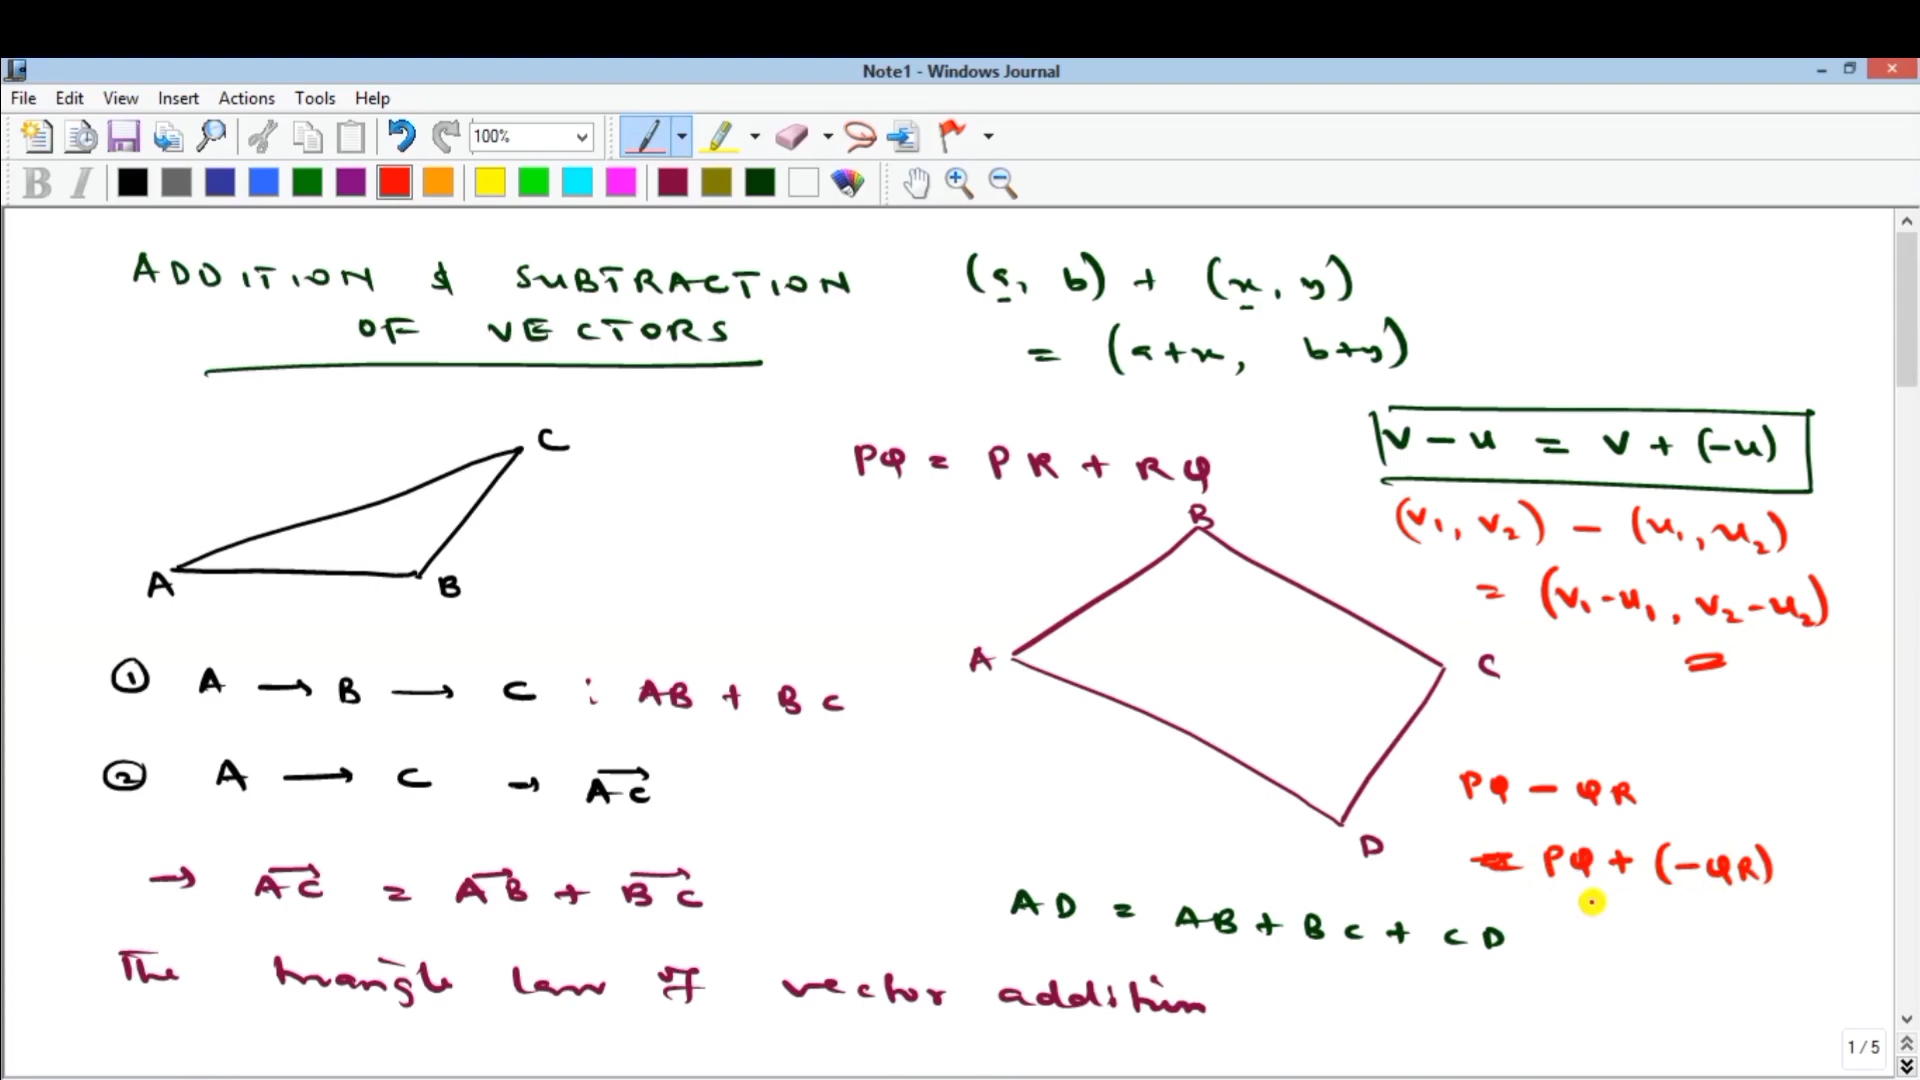 Note1 - Windows Journal
File Edit View Insert Actions Tools Help
100%
B I
ADDITION & SUBTRACTION
OF VECTORS
(a, b) + (x, y)
= (a+x, b+y)
C
A
B
① A → B → C : AB + BC
② A → C → AC
→ AC = AB + BC
The triangle law of vector addition
PQ = PR + RQ
B
A
C
D
AD = AB + BC + CD
v - u = v + (-u)
(v1, v2) - (u1, u2)
= (v1-u1, v2-u2)
PQ - QR
= PQ + (-QR)
1 / 5